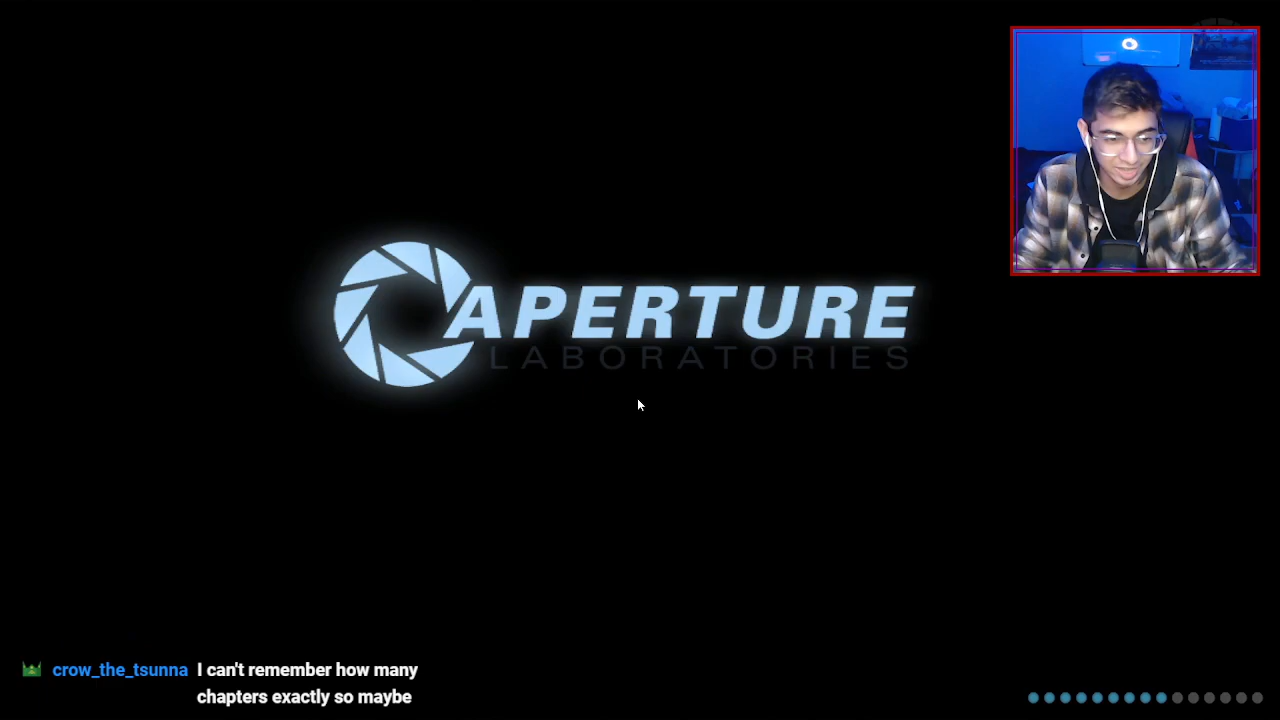 APERTURE
LABORATORIES
crow_the_tsunna I can't remember how many
chapters exactly so maybe